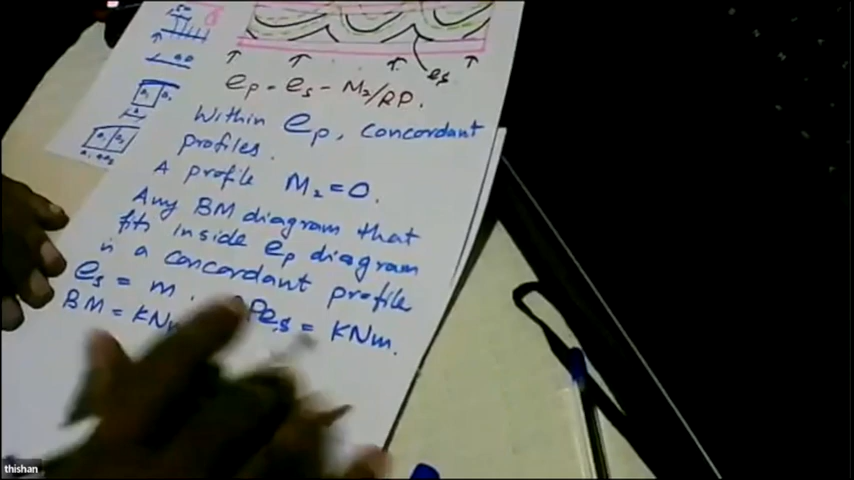 es
ep - es - M2/RP.
Within ep, concordant
profiles.
A profile M2 = 0.
Any BM diagram that
fits inside ep diagram
is a concordant profile
es = m. Pes = kNm.
BM = kNm
thishan